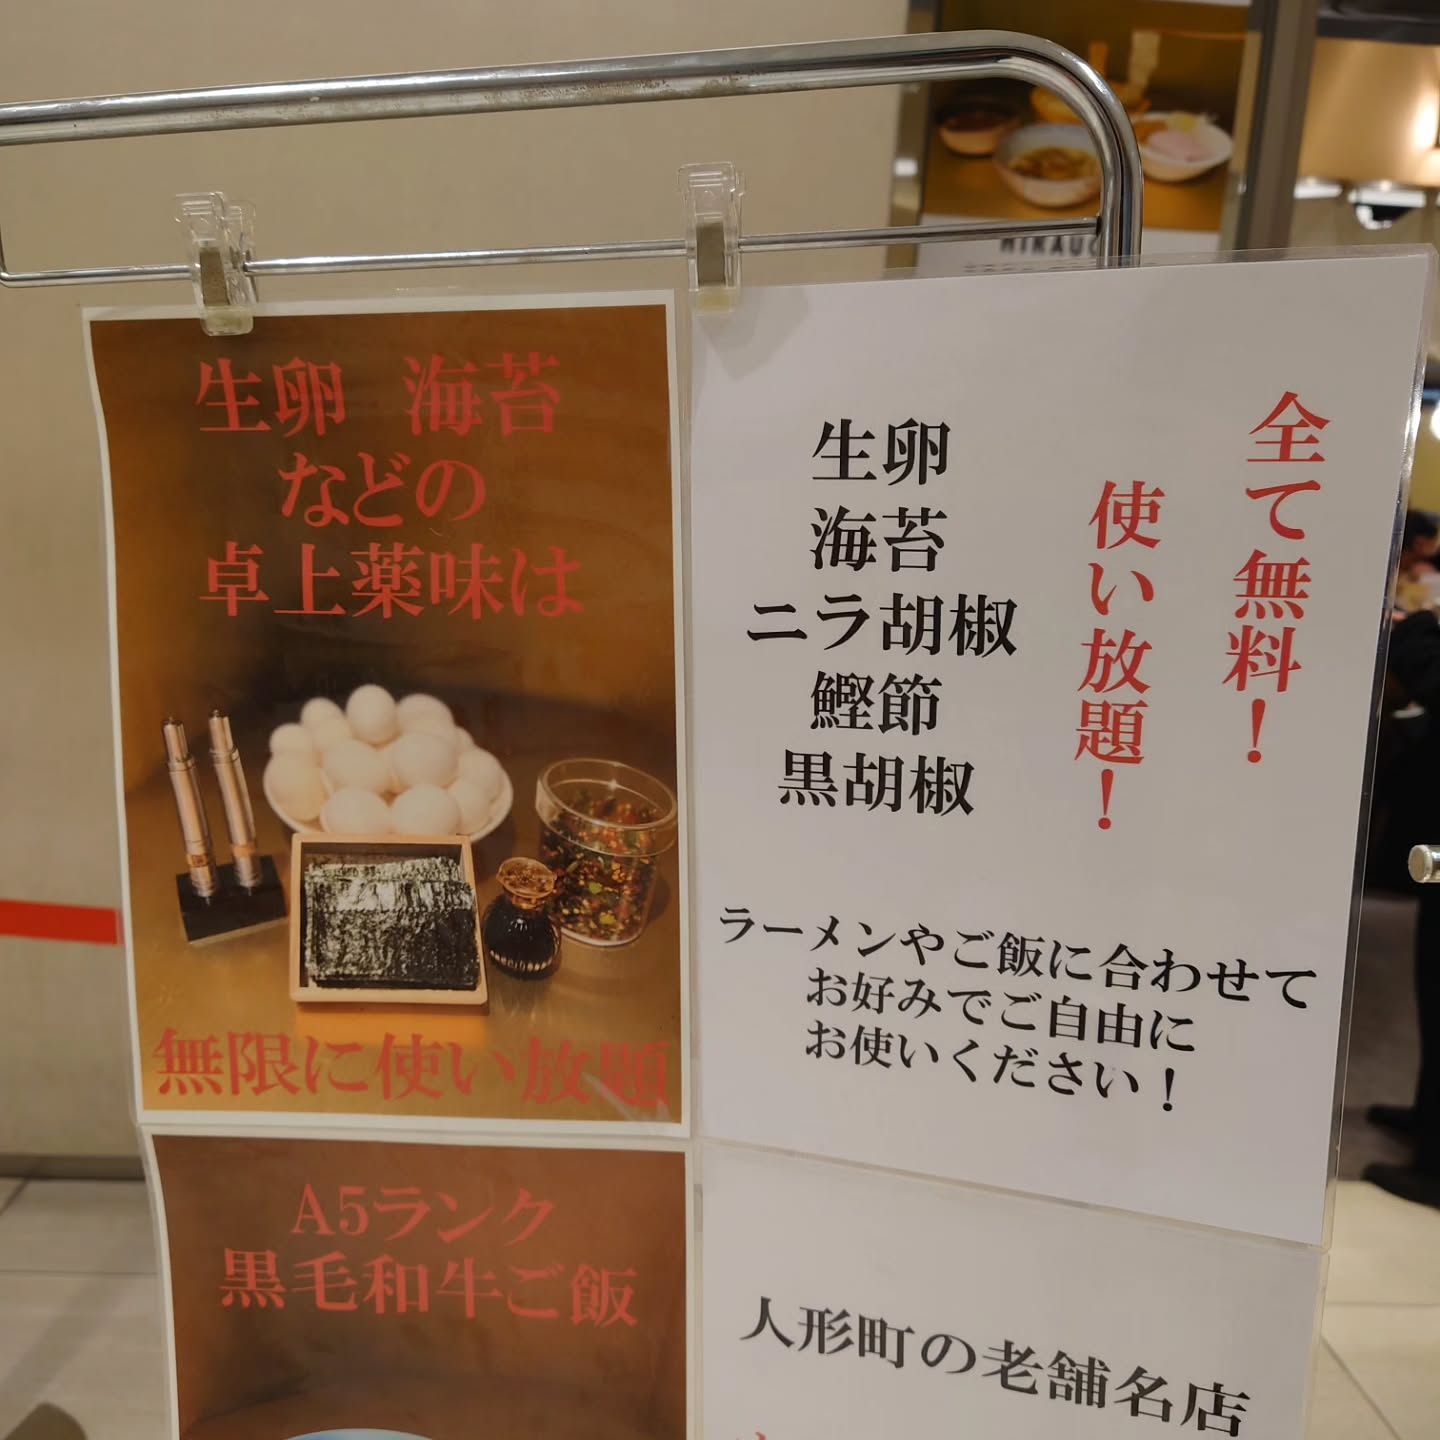 HIRAUC
生卵 海苔
などの
卓上薬味は
無限に使い放題
全て無料！
使い放題！
生卵
海苔
ニラ胡椒
鰹節
黒胡椒
ラーメンやご飯に合わせて
お好みでご自由に
お使いください！
A5ランク
黒毛和牛ご飯
人形町の老舗名店